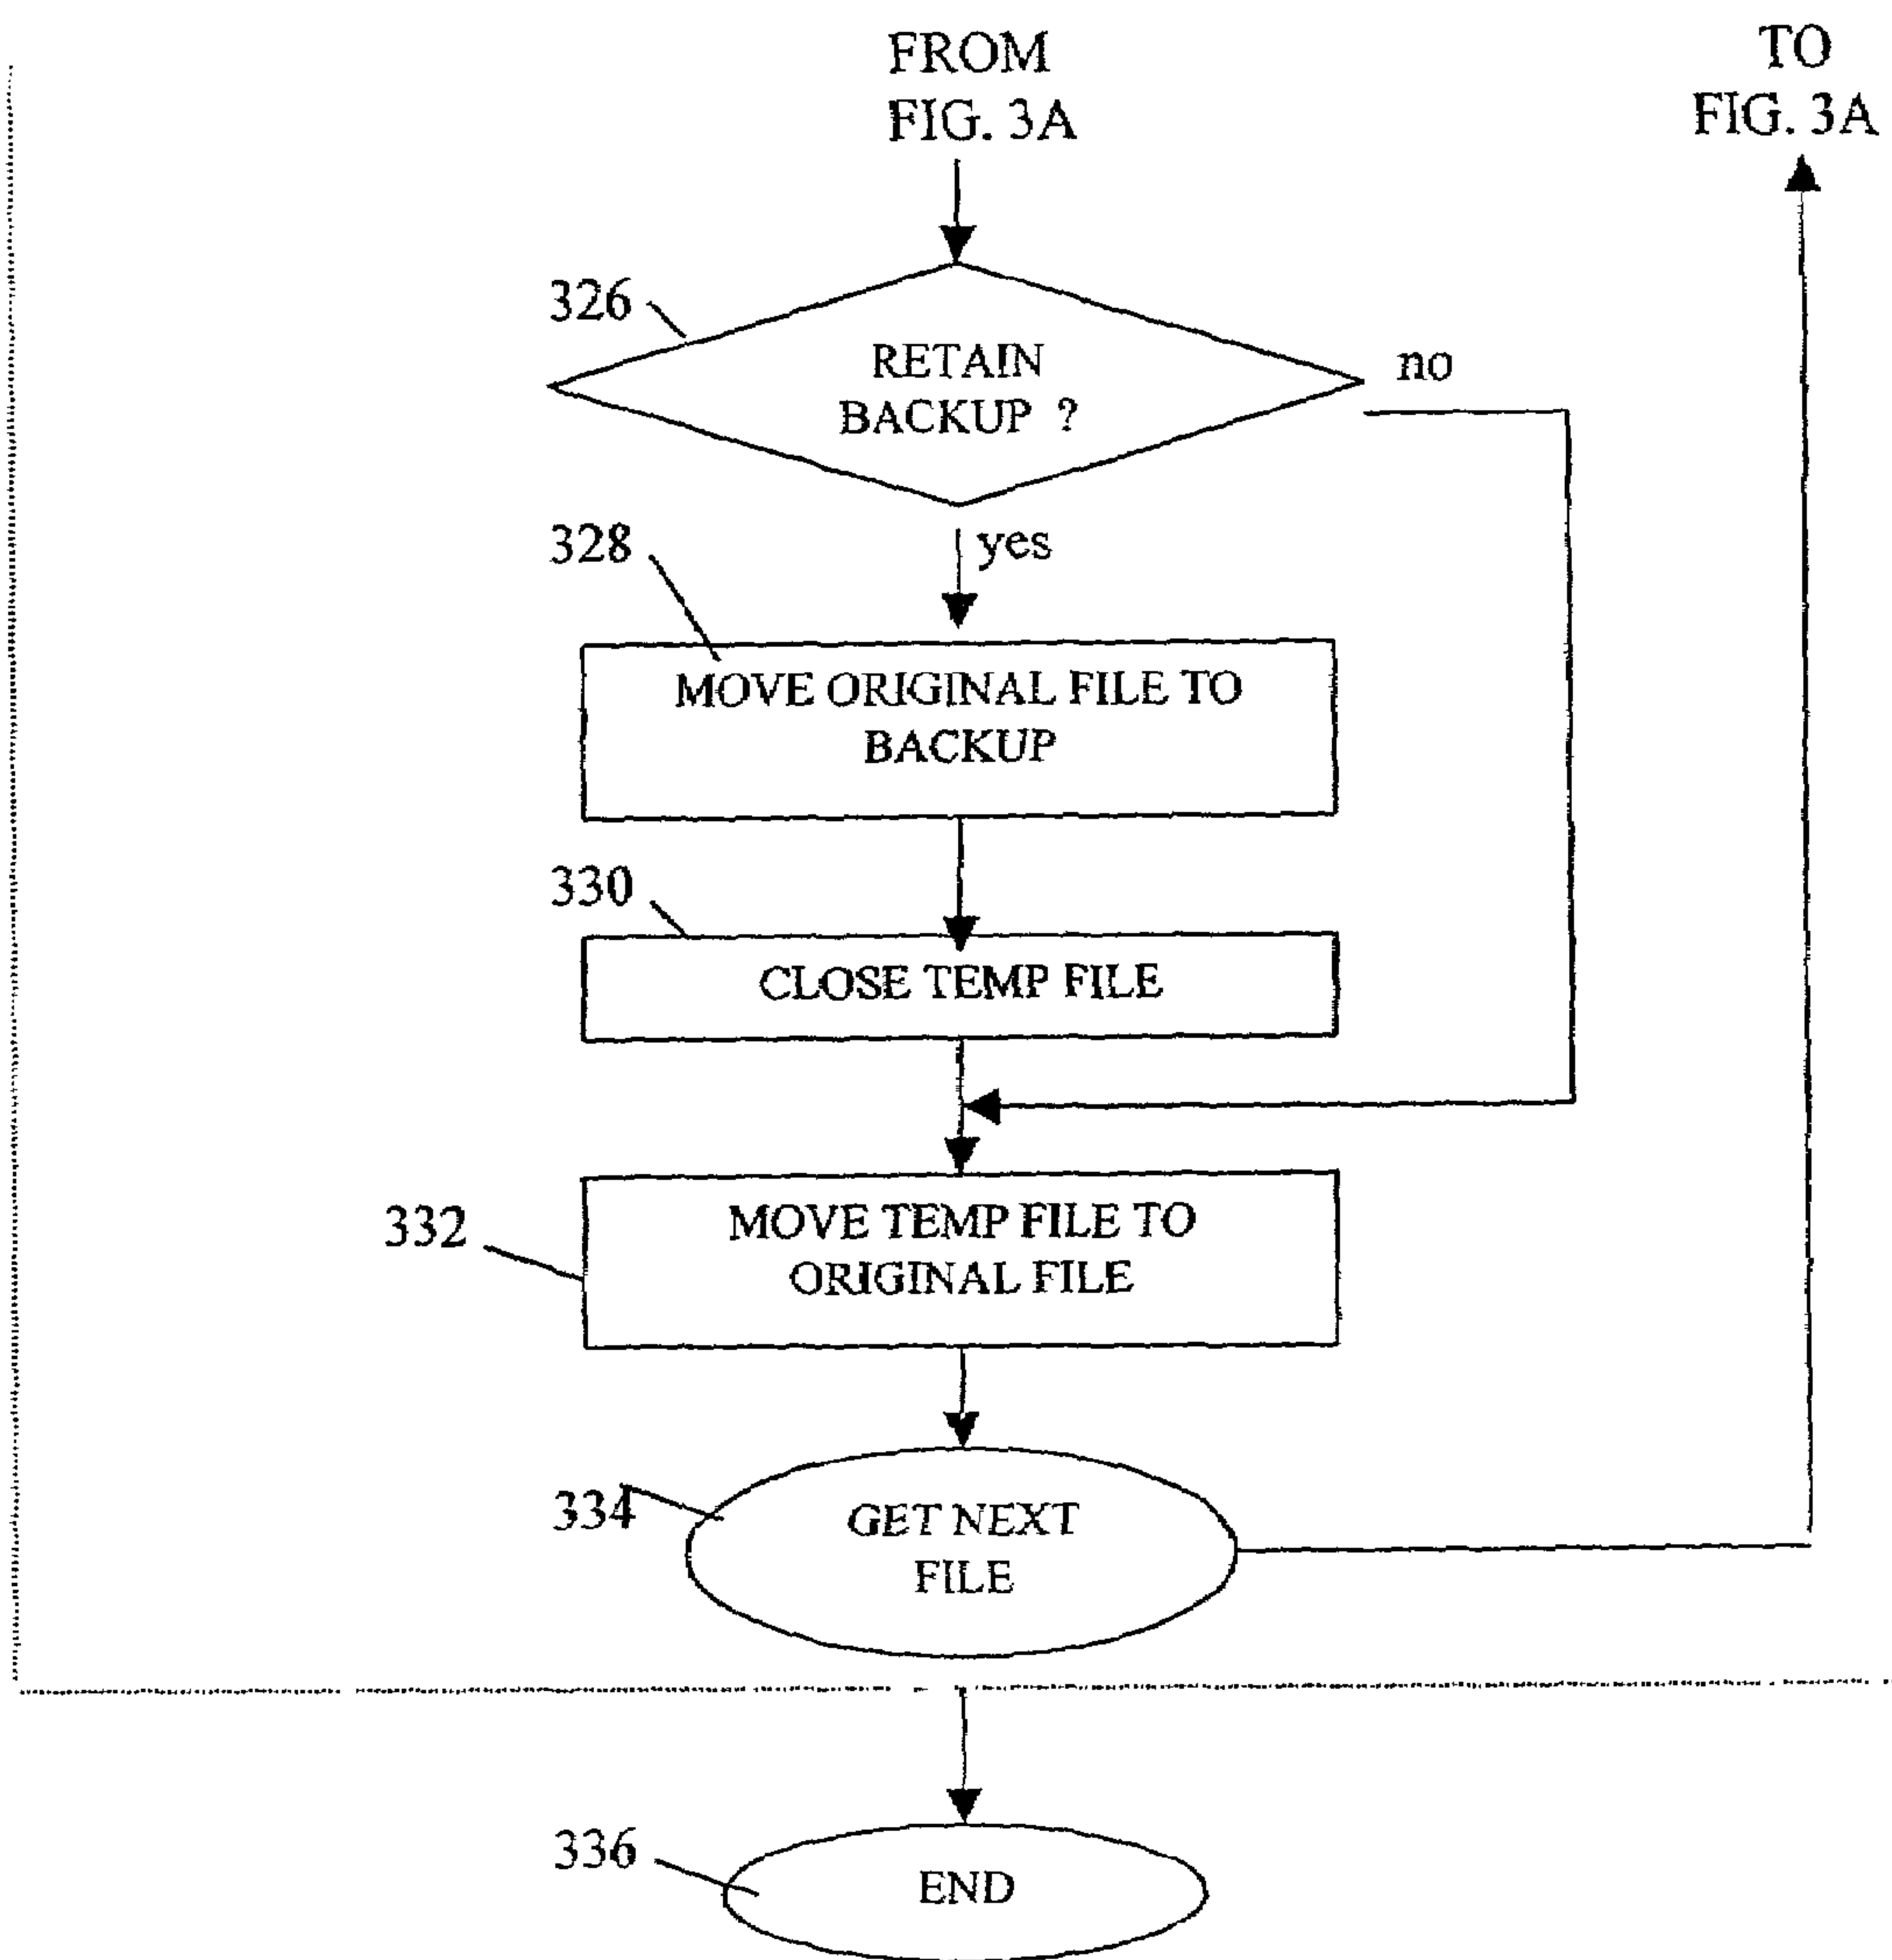 FROM
FIG. 3A
TO
FIG. 3A
326
RETAIN
BACKUP ?
no
yes
328
MOVE ORIGINAL FILE TO
BACKUP
330
CLOSE TEMP FILE
332
MOVE TEMP FILE TO
ORIGINAL FILE
334
GET NEXT
FILE
336
END